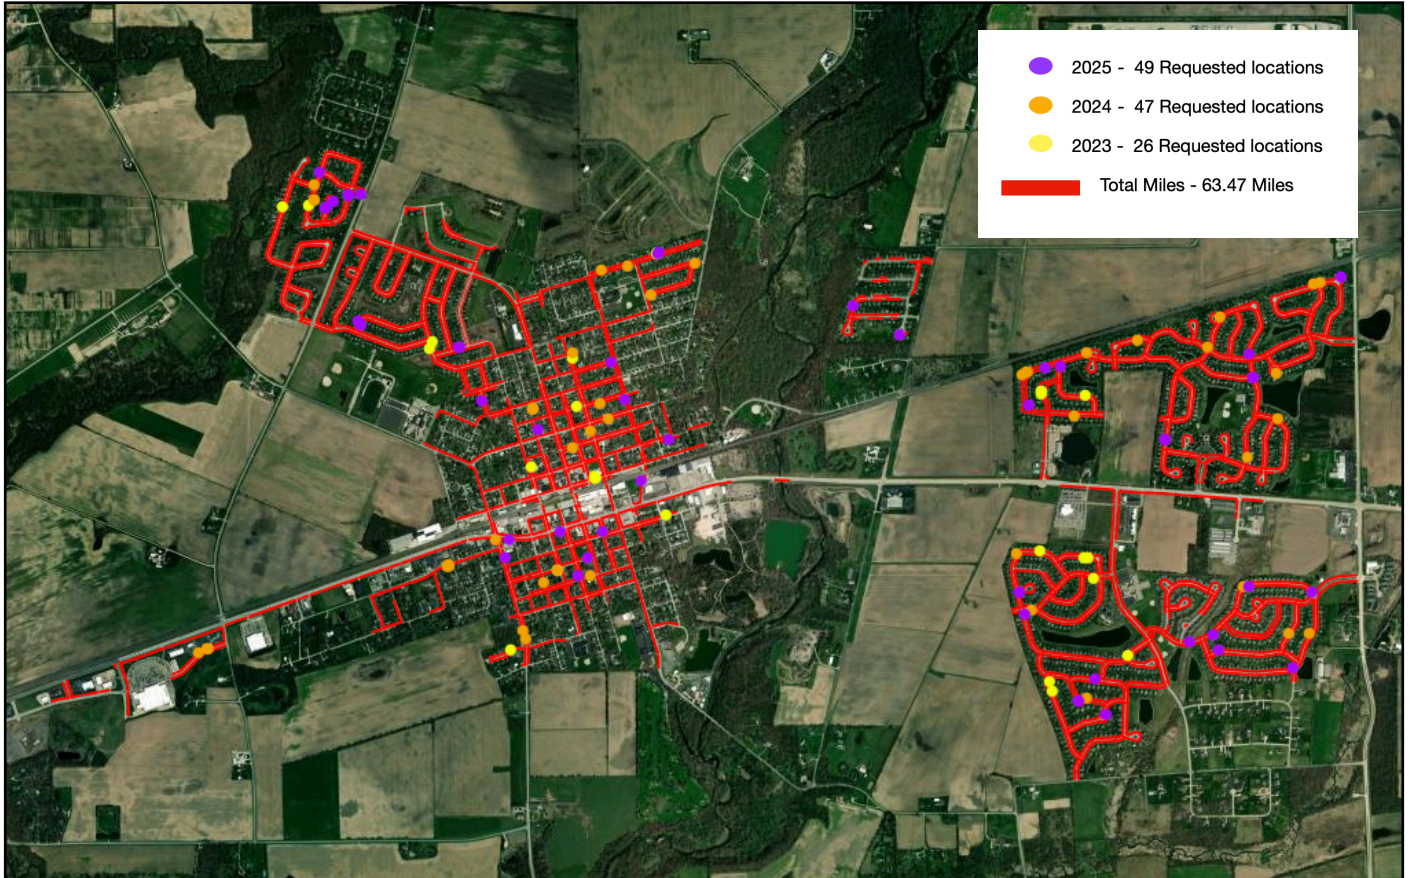 2025 - 49 Requested locations
2024 - 47 Requested locations
2023 - 26 Requested locations
Total Miles - 63.47 Miles